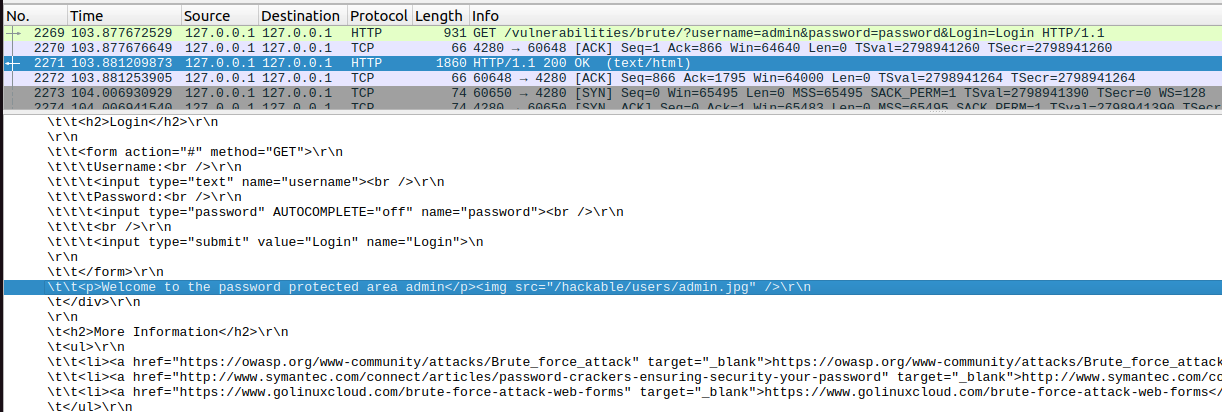 No. Time Source Destination Protocol Length Info
2269 103.877672529 127.0.0.1 127.0.0.1 HTTP 931 GET /vulnerabilities/brute/?username=admin&password=password&Login=Login HTTP/1.1
2270 103.877676649 127.0.0.1 127.0.0.1 TCP 66 4280 → 60648 [ACK] Seq=1 Ack=866 Win=64640 Len=0 TSval=2798941260 TSecr=2798941260
2271 103.881209873 127.0.0.1 127.0.0.1 HTTP 1860 HTTP/1.1 200 OK (text/html)
2272 103.881253905 127.0.0.1 127.0.0.1 TCP 66 60648 → 4280 [ACK] Seq=866 Ack=1795 Win=64000 Len=0 TSval=2798941264 TSecr=2798941264
2273 104.006930929 127.0.0.1 127.0.0.1 TCP 74 60650 → 4280 [SYN] Seq=0 Win=65495 Len=0 MSS=65495 SACK_PERM=1 TSval=2798941390 TSecr=0 WS=128
2274 104.006941540 127.0.0.1 127.0.0.1 TCP 74 4280 → 60650 [SYN, ACK] Seq=0 Ack=1 Win=65483 Len=0 MSS=65495 SACK_PERM=1 TSval=2798941390 TSecr
\t\t<h2>Login</h2>\r\n
\r\n
\t\t<form action="#" method="GET">\r\n
\t\t\tUsername:<br />\r\n
\t\t\t<input type="text" name="username"><br />\r\n
\t\t\tPassword:<br />\r\n
\t\t\t<input type="password" AUTOCOMPLETE="off" name="password"><br />\r\n
\t\t\t<br />\r\n
\t\t\t<input type="submit" value="Login" name="Login">\n
\r\n
\t\t</form>\r\n
\t\t<p>Welcome to the password protected area admin</p><img src="/hackable/users/admin.jpg" />\r\n
\t</div>\r\n
\r\n
\t<h2>More Information</h2>\r\n
\t<ul>\r\n
\t\t<li><a href="https://owasp.org/www-community/attacks/Brute_force_attack" target="_blank">https://owasp.org/www-community/attacks/Brute_force_attack
\t\t<li><a href="http://www.symantec.com/connect/articles/password-crackers-ensuring-security-your-password" target="_blank">http://www.symantec.com/co
\t\t<li><a href="https://www.golinuxcloud.com/brute-force-attack-web-forms" target="_blank">https://www.golinuxcloud.com/brute-force-attack-web-forms</
\t</ul>\r\n